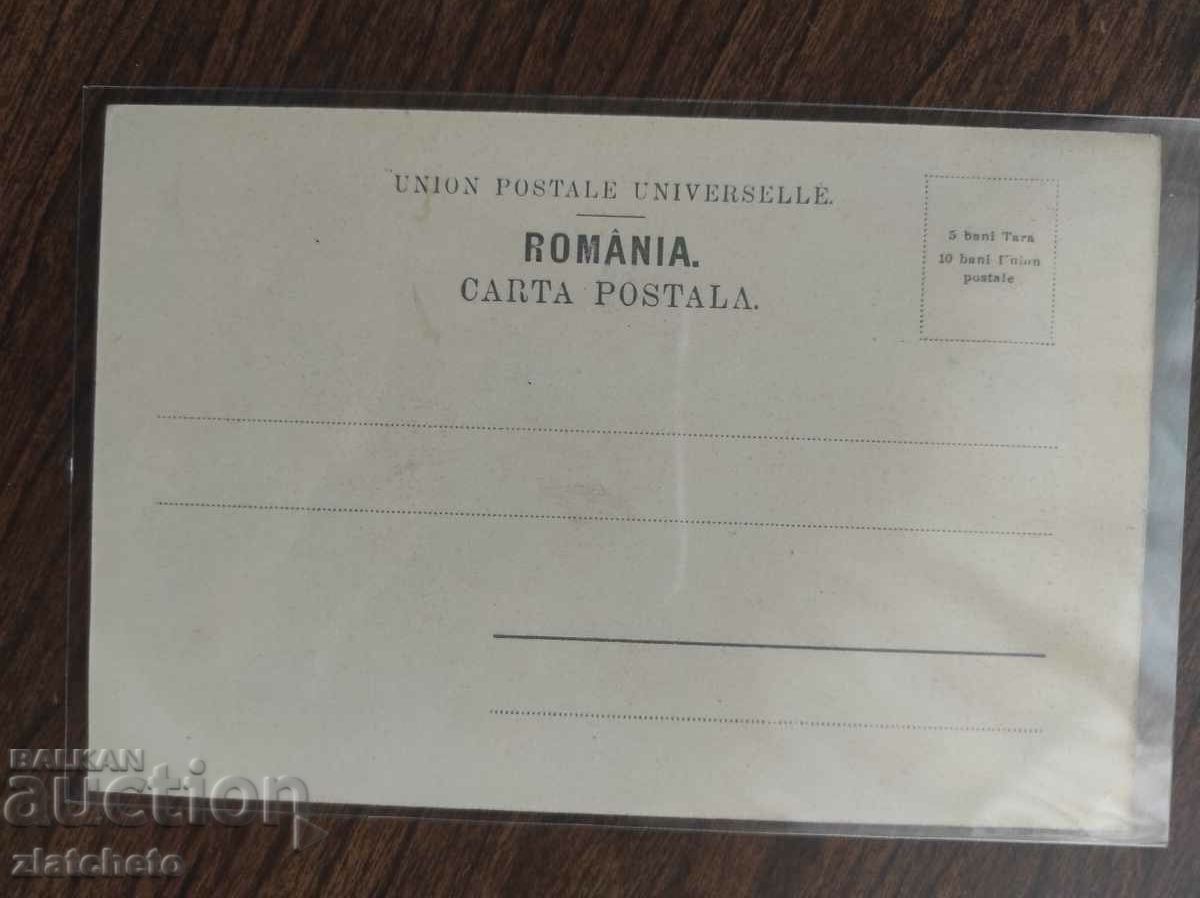 UNION POSTALE UNIVERSELLE.
ROMÂNIA.
CARTA POSTALA.
5 bani Tara
10 bani Union
postale
BALKAN
auction
zlatcheto